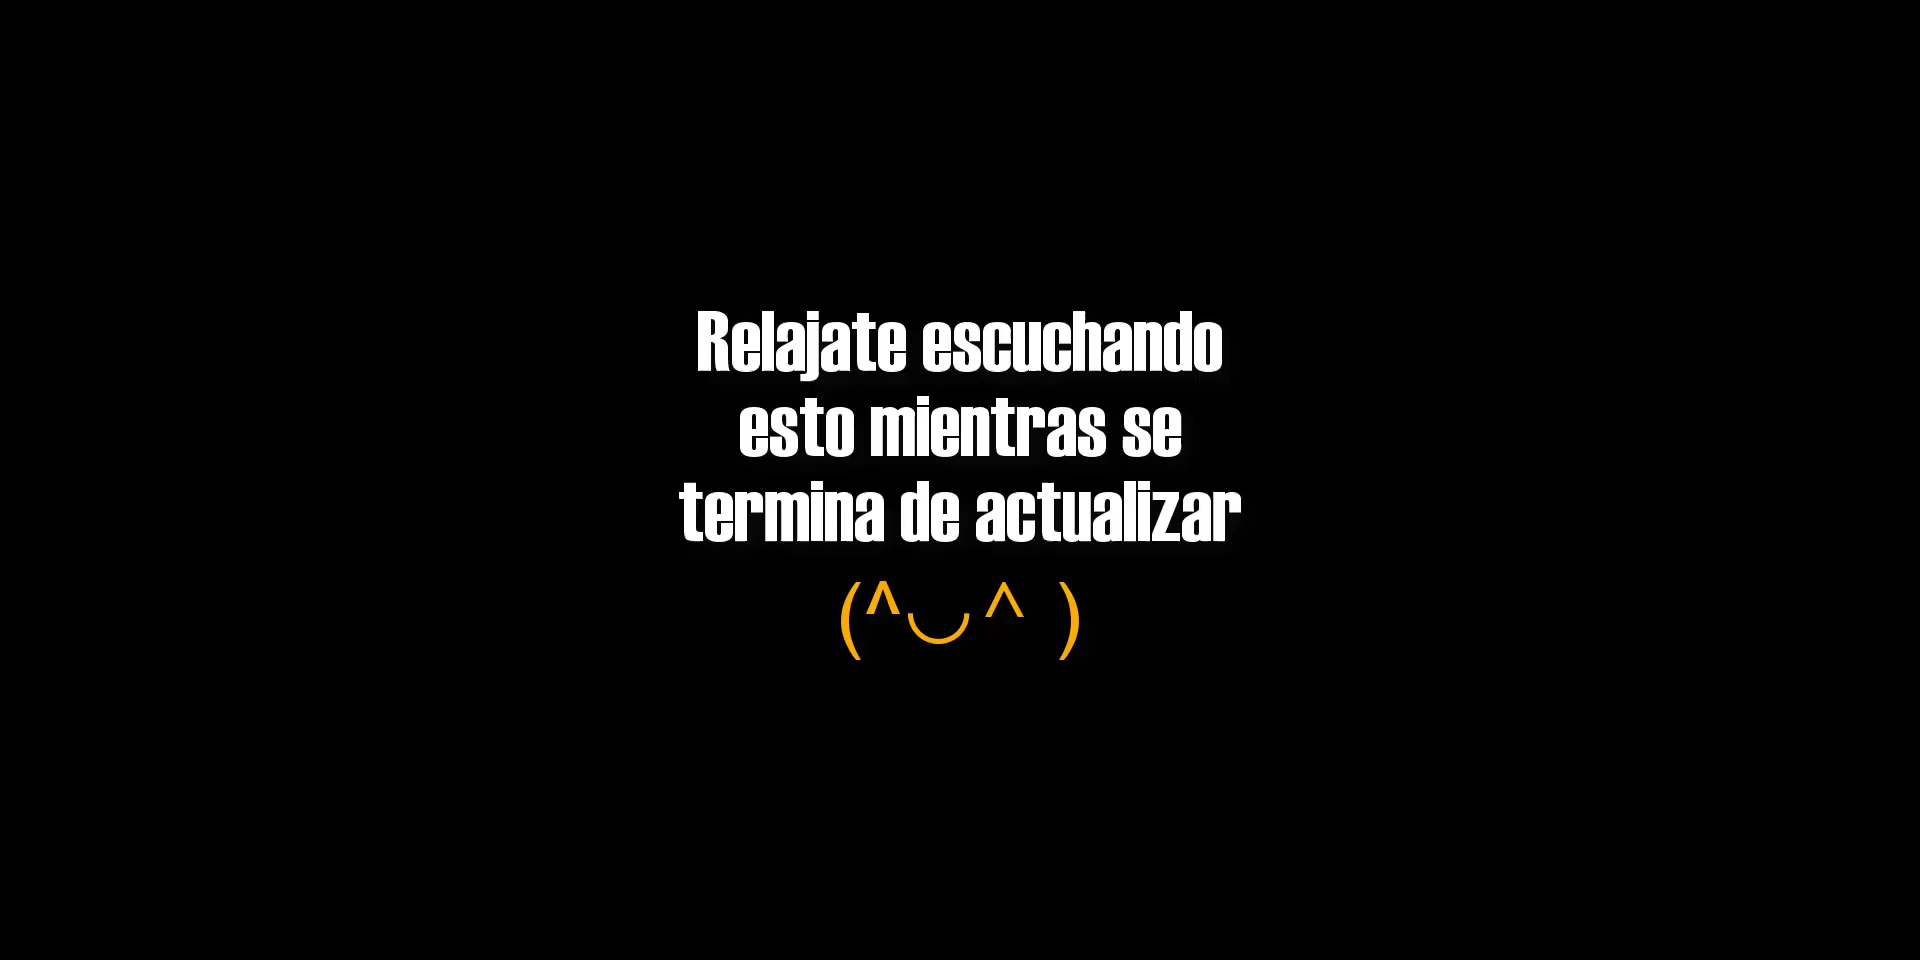 Relajate escuchando
esto mientras se
termina de actualizar
(^◡^ )